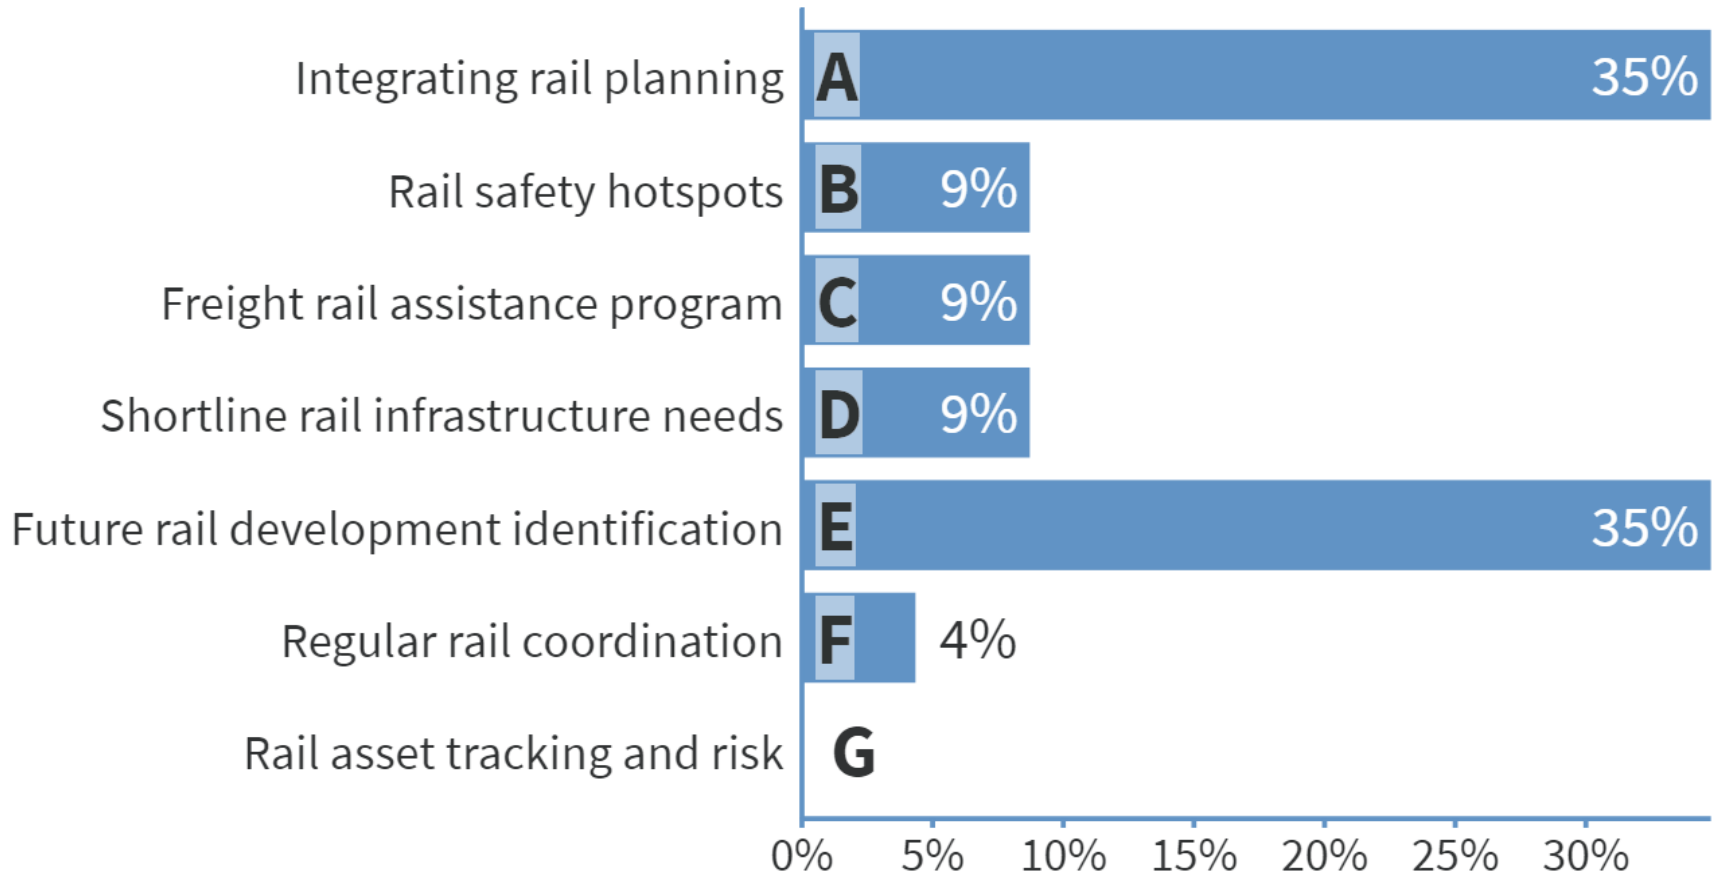 Integrating rail planning A 35%
Rail safety hotspots B 9%
Freight rail assistance program C 9%
Shortline rail infrastructure needs D 9%
Future rail development identification E 35%
Regular rail coordination F 4%
Rail asset tracking and risk G
0% 5% 10% 15% 20% 25% 30%